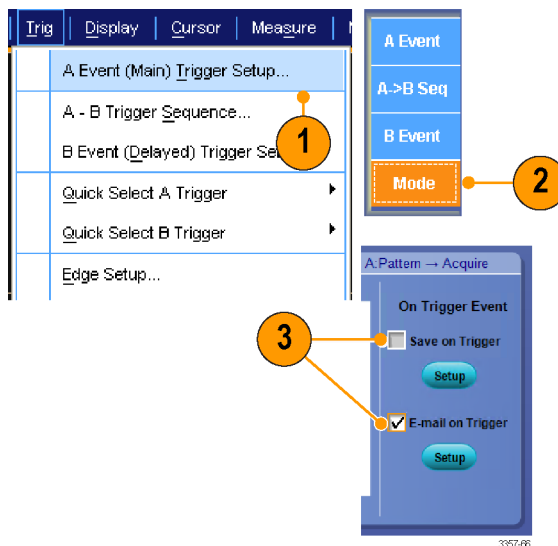 Trig Display Cursor Measure
A Event (Main) Trigger Setup...
A - B Trigger Sequence...
B Event (Delayed) Trigger Se
Quick Select A Trigger
Quick Select B Trigger
Edge Setup...
1
A Event
A->B Seq
B Event
Mode
2
A:Pattern → Acquire
On Trigger Event
3
Save on Trigger
Setup
E-mail on Trigger
Setup
3357-66